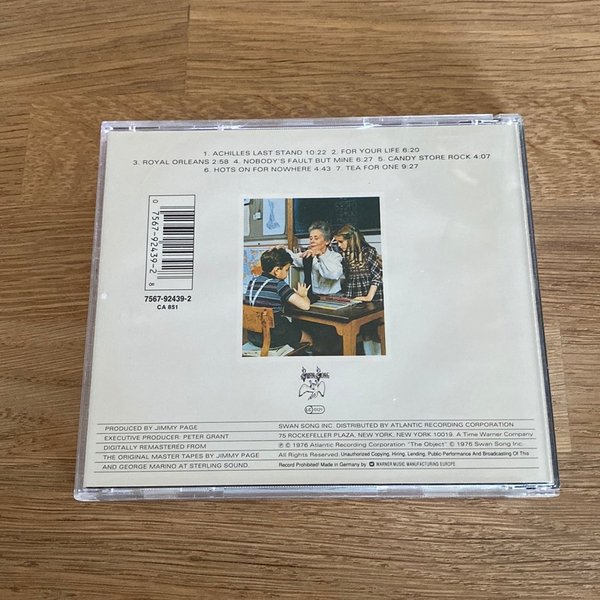 1. ACHILLES LAST STAND 10:22 2. FOR YOUR LIFE 6:20
3. ROYAL ORLEANS 2:58 4. NOBODY'S FAULT BUT MINE 6:27 5. CANDY STORE ROCK 4:07
6. HOTS ON FOR NOWHERE 4:43 7. TEA FOR ONE 9:27
0 7567-92439-2 8
7567-92439-2
CA 851
PRODUCED BY JIMMY PAGE
EXECUTIVE PRODUCER: PETER GRANT
DIGITALLY REMASTERED FROM
THE ORIGINAL MASTER TAPES BY JIMMY PAGE
AND GEORGE MARINO AT STERLING SOUND.
SWAN SONG INC. DISTRIBUTED BY ATLANTIC RECORDING CORPORATION
75 ROCKEFELLER PLAZA, NEW YORK, NEW YORK 10019. A Time Warner Company
℗ © 1976 Atlantic Recording Corporation "The Object" © 1976 Swan Song Inc.
All Rights Reserved. Unauthorized Copying, Hiring, Lending, Public Performance And Broadcasting Of This
Record Prohibited! Made in Germany by WARNER MUSIC MANUFACTURING EUROPE